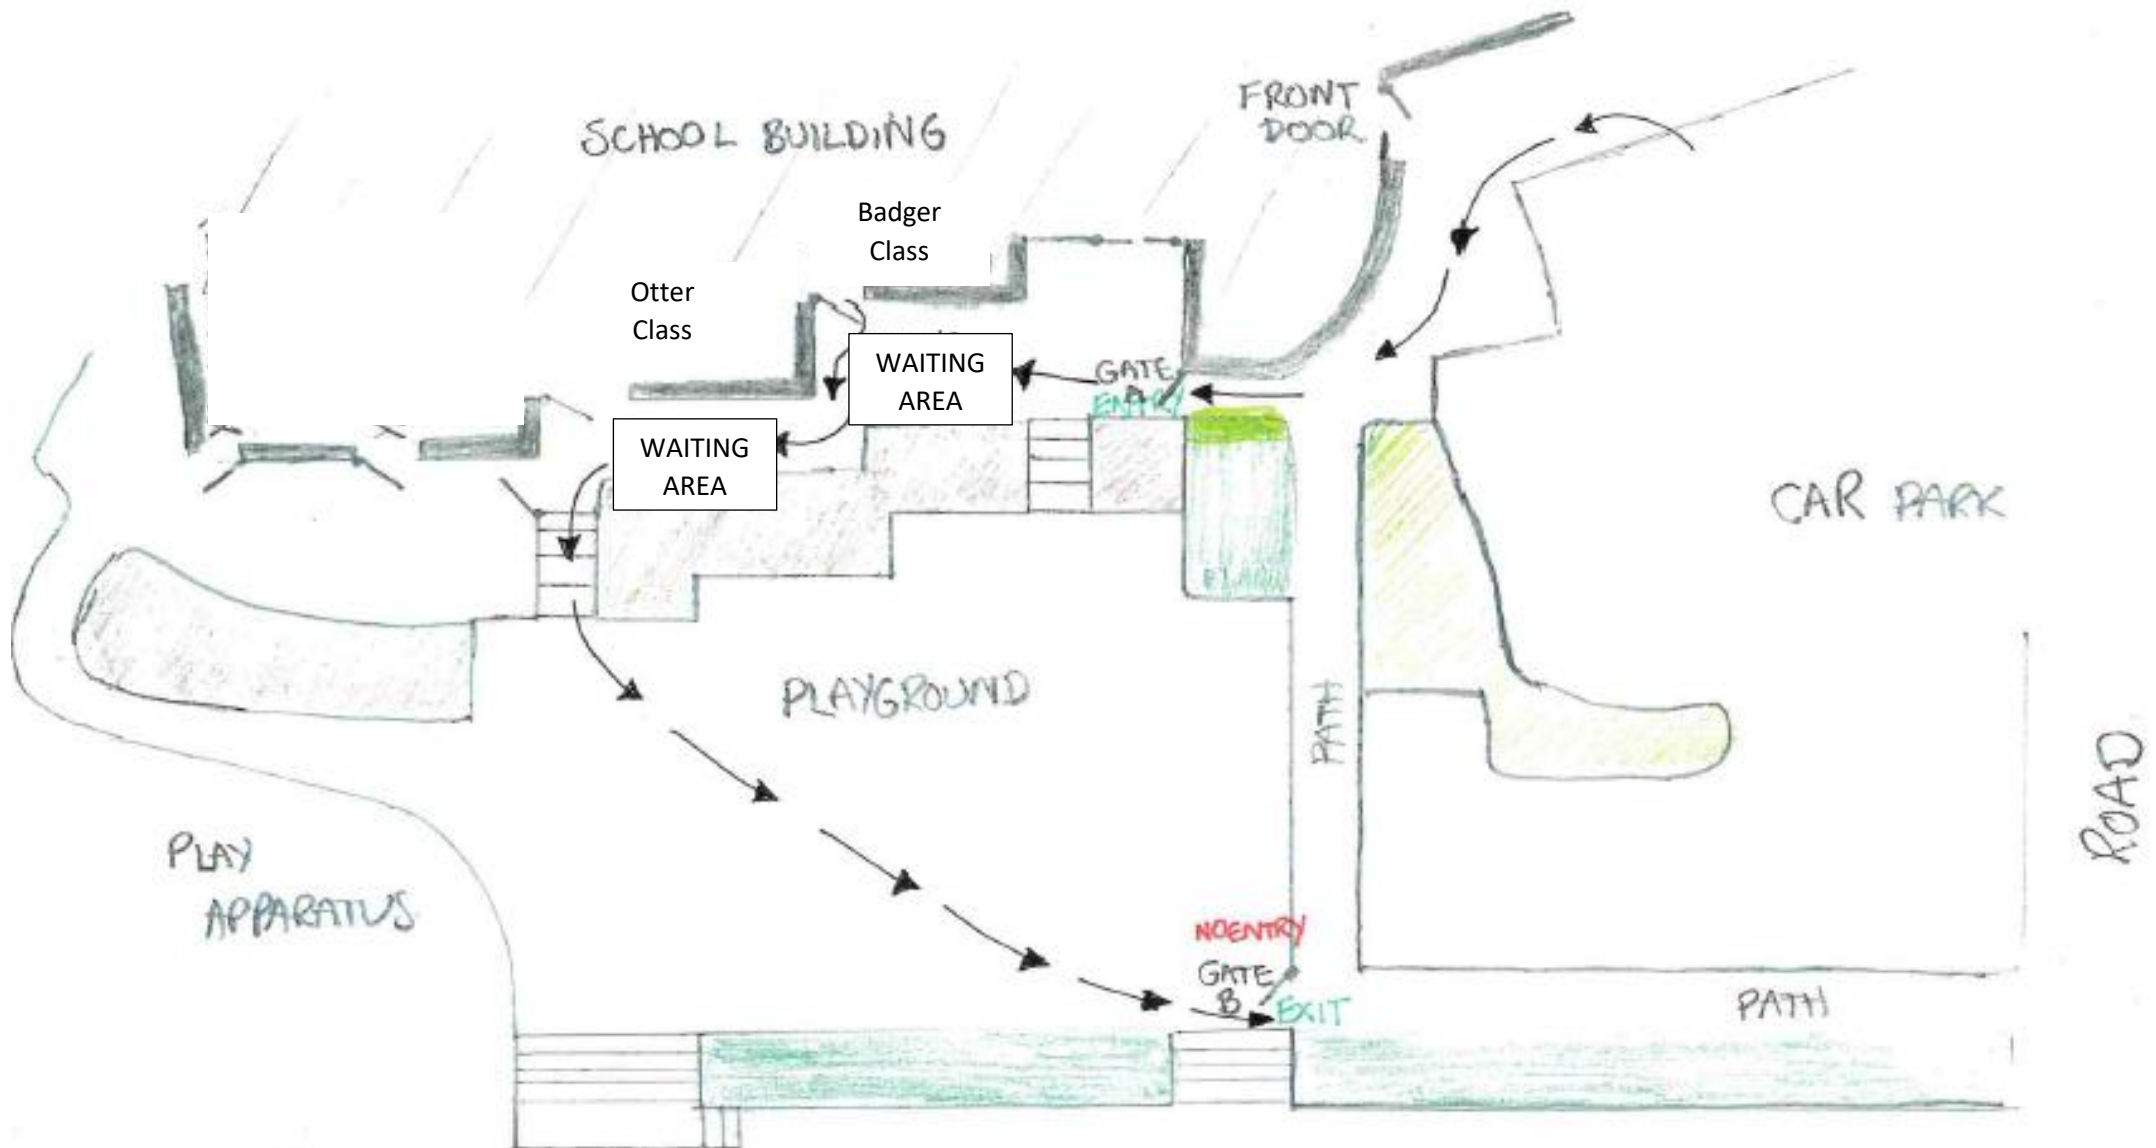 SCHOOL BUILDING
FRONT
DOOR
Badger
Class
Otter
Class
WAITING
AREA
GATE
A
ENTRY
WAITING
AREA
CAR PARK
PLAYGROUND
PATH
ROAD
PLAY
APPARATUS
NO ENTRY
GATE
B
EXIT
PATH